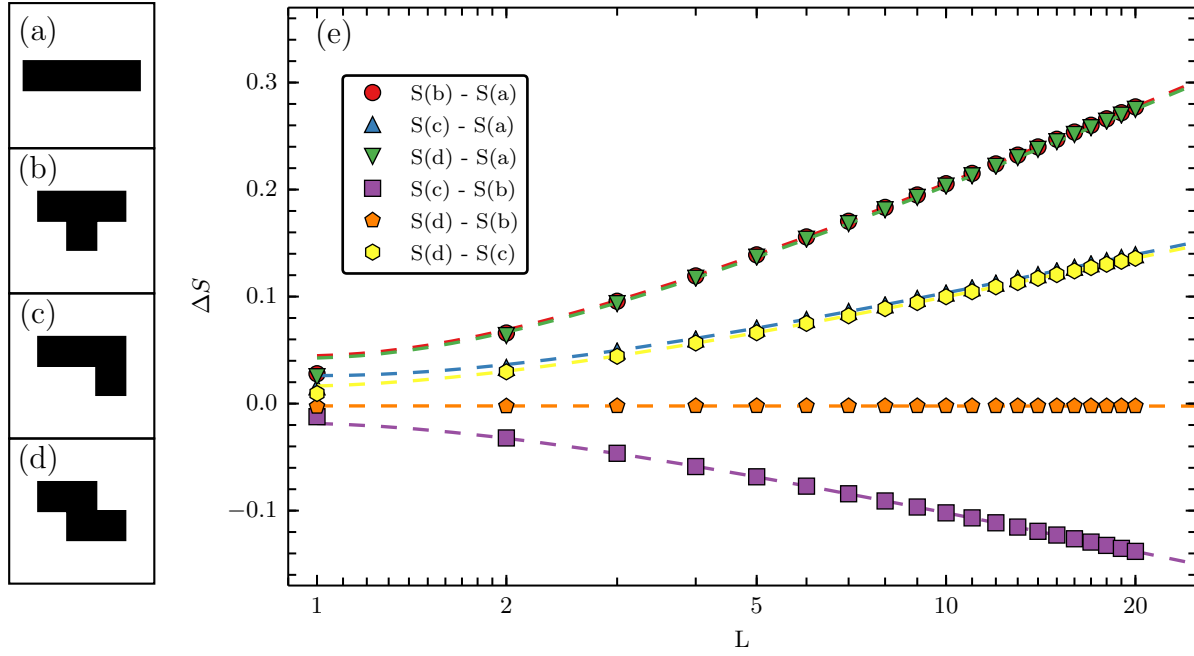 (a)
(b)
(c)
(d)
(e)
S(b) - S(a)
S(c) - S(a)
S(d) - S(a)
S(c) - S(b)
S(d) - S(b)
S(d) - S(c)
ΔS
0.3
0.2
0.1
0.0
−0.1
1
2
5
10
20
L